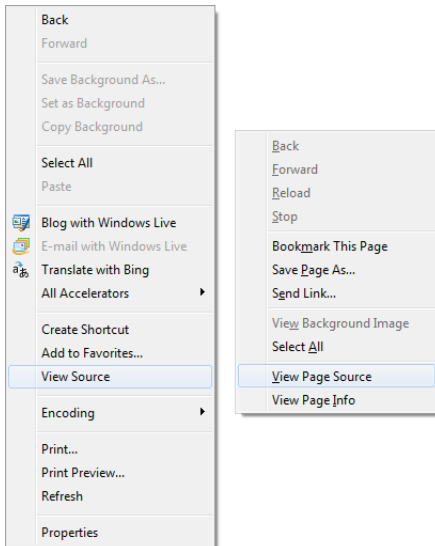 Back
Forward
Save Background As...
Set as Background
Copy Background
Select All
Paste
Blog with Windows Live
E-mail with Windows Live
Translate with Bing
All Accelerators
Create Shortcut
Add to Favorites...
View Source
Encoding
Print...
Print Preview...
Refresh
Properties
Back
Forward
Reload
Stop
Bookmark This Page
Save Page As...
Send Link...
View Background Image
Select All
View Page Source
View Page Info